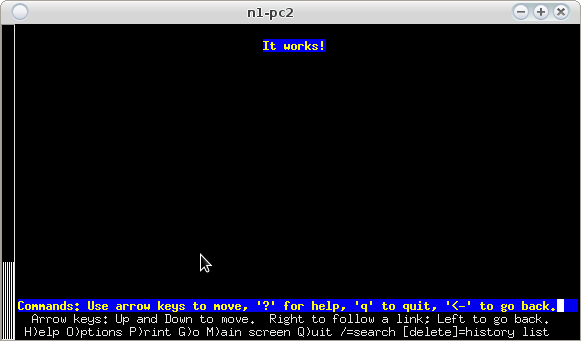 n1-pc2
It works!
Commands: Use arrow keys to move, '?' for help, 'q' to quit, '<-' to go back.
Arrow keys: Up and Down to move.  Right to follow a link; Left to go back.
H)elp O)ptions P)rint G)o M)ain screen Q)uit /=search [delete]=history list